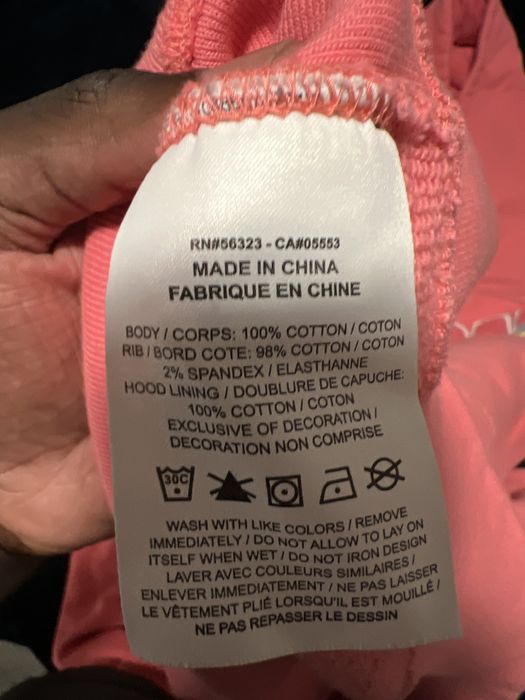 RN#56323 - CA#05553
MADE IN CHINA
FABRIQUE EN CHINE
BODY / CORPS: 100% COTTON / COTON
RIB / BORD COTE: 98% COTTON / COTON
2% SPANDEX / ELASTHANNE
HOOD LINING / DOUBLURE DE CAPUCHE:
100% COTTON / COTON
EXCLUSIVE OF DECORATION /
DECORATION NON COMPRISE
30C
WASH WITH LIKE COLORS / REMOVE
IMMEDIATELY / DO NOT ALLOW TO LAY ON
ITSELF WHEN WET / DO NOT IRON DESIGN
LAVER AVEC COULEURS SIMILAIRES /
ENLEVER IMMEDIATEMENT / NE PAS LAISSER
LE VÊTEMENT PLIÉ LORSQU'IL EST MOUILLÉ /
NE PAS REPASSER LE DESSIN